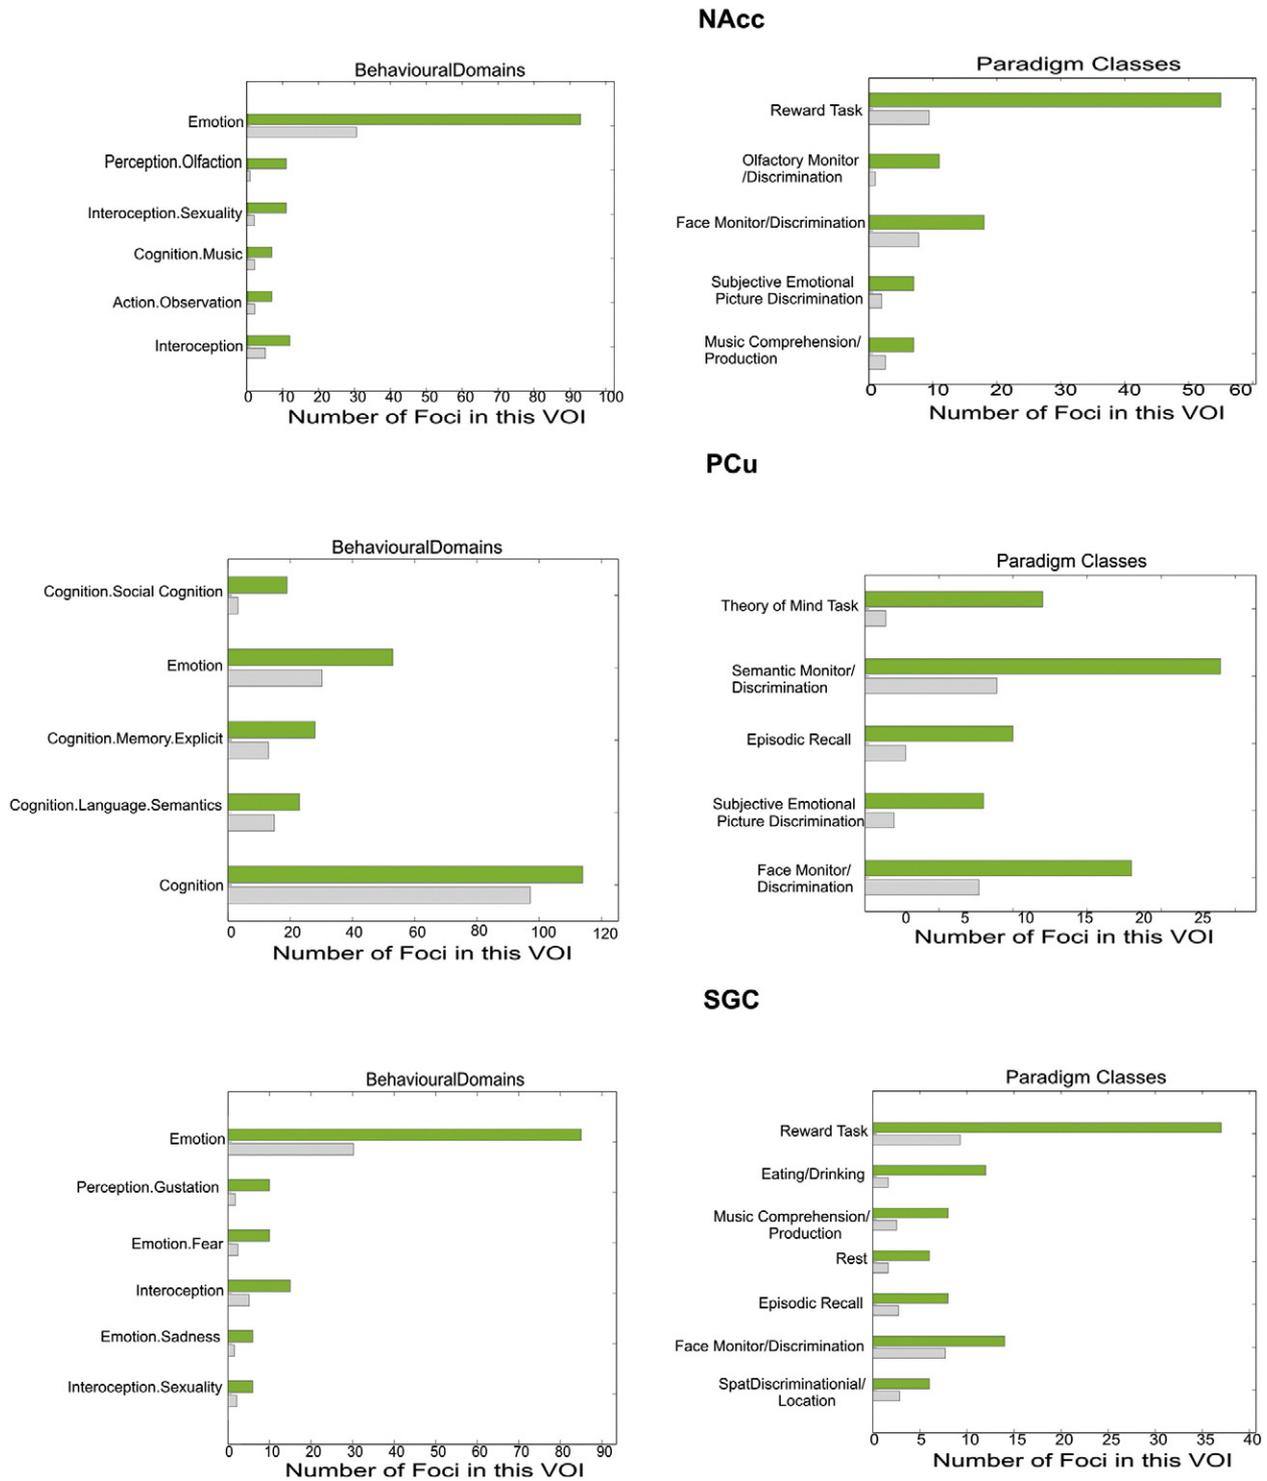 NAcc
BehaviouralDomains
Emotion
Perception.Olfaction
Interoception.Sexuality
Cognition.Music
Action.Observation
Interoception
0 10 20 30 40 50 60 70 80 90 100
Number of Foci in this VOI
Paradigm Classes
Reward Task
Olfactory Monitor
/Discrimination
Face Monitor/Discrimination
Subjective Emotional
Picture Discrimination
Music Comprehension/
Production
0 10 20 30 40 50 60
Number of Foci in this VOI
PCu
BehaviouralDomains
Cognition.Social Cognition
Emotion
Cognition.Memory.Explicit
Cognition.Language.Semantics
Cognition
0 20 40 60 80 100 120
Number of Foci in this VOI
Paradigm Classes
Theory of Mind Task
Semantic Monitor/
Discrimination
Episodic Recall
Subjective Emotional
Picture Discrimination
Face Monitor/
Discrimination
0 5 10 15 20 25
Number of Foci in this VOI
SGC
BehaviouralDomains
Emotion
Perception.Gustation
Emotion.Fear
Interoception
Emotion.Sadness
Interoception.Sexuality
0 10 20 30 40 50 60 70 80 90
Number of Foci in this VOI
Paradigm Classes
Reward Task
Eating/Drinking
Music Comprehension/
Production
Rest
Episodic Recall
Face Monitor/Discrimination
SpatDiscriminationial/
Location
0 5 10 15 20 25 30 35 40
Number of Foci in this VOI